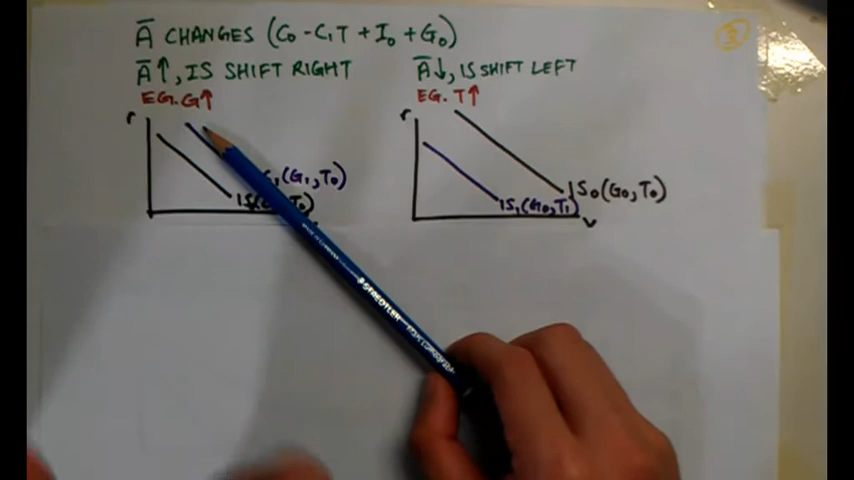 Ā CHANGES (C₀ - C₁T + I₀ + G₀)
③
Ā↑, IS SHIFT RIGHT
EG. G↑
r
(G₁, T₀)
Ā↓, IS SHIFT LEFT
EG. T↑
r
IS₀ (G₀, T₀)
IS₁ (G₀, T₁)
STAEDTLER